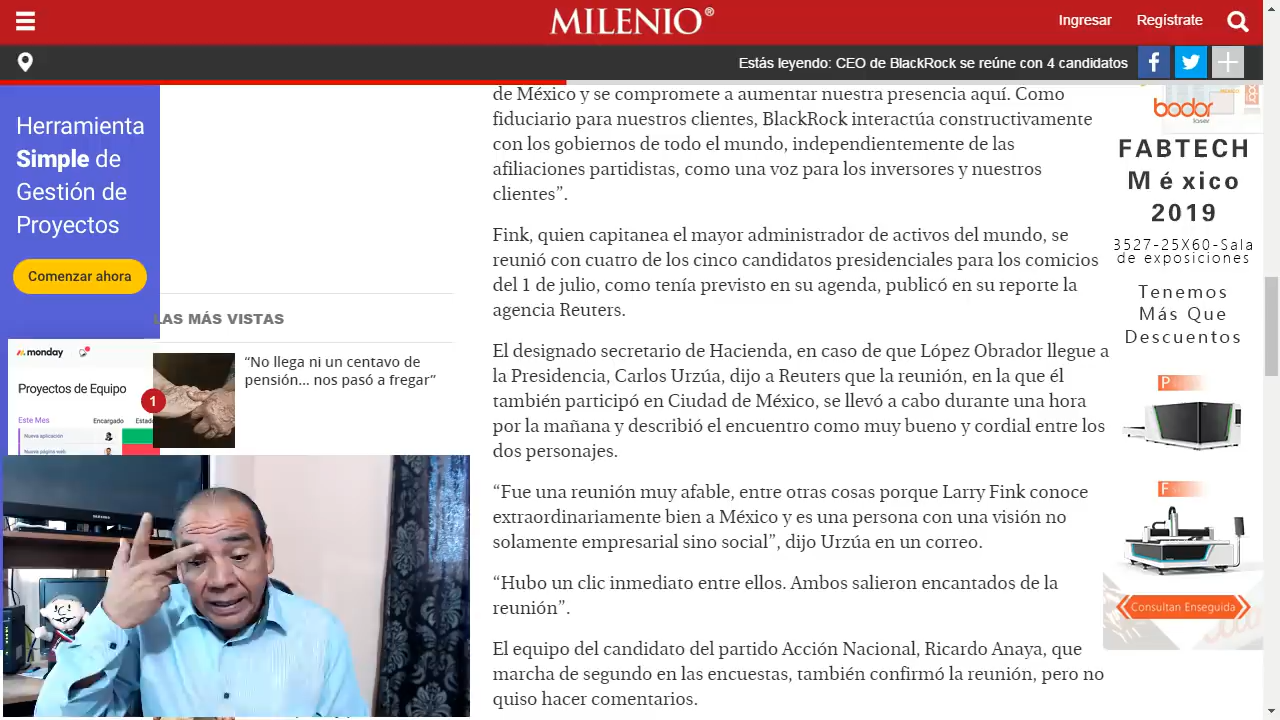 MILENIO®
Ingresar
Regístrate
Estás leyendo: CEO de BlackRock se reúne con 4 candidatos
Herramienta
Simple de
Gestión de
Proyectos
Comenzar ahora
monday
Proyectos de Equipo
Este Mes
Encargado
Estado
Nueva aplicación
Nueva página web
LAS MÁS VISTAS
1
“No llega ni un centavo de
pensión... nos pasó a fregar”
de México y se compromete a aumentar nuestra presencia aquí. Como
fiduciario para nuestros clientes, BlackRock interactúa constructivamente
con los gobiernos de todo el mundo, independientemente de las
afiliaciones partidistas, como una voz para los inversores y nuestros
clientes”.
Fink, quien capitanea el mayor administrador de activos del mundo, se
reunió con cuatro de los cinco candidatos presidenciales para los comicios
del 1 de julio, como tenía previsto en su agenda, publicó en su reporte la
agencia Reuters.
El designado secretario de Hacienda, en caso de que López Obrador llegue a
la Presidencia, Carlos Urzúa, dijo a Reuters que la reunión, en la que él
también participó en Ciudad de México, se llevó a cabo durante una hora
por la mañana y describió el encuentro como muy bueno y cordial entre los
dos personajes.
“Fue una reunión muy afable, entre otras cosas porque Larry Fink conoce
extraordinariamente bien a México y es una persona con una visión no
solamente empresarial sino social”, dijo Urzúa en un correo.
“Hubo un clic inmediato entre ellos. Ambos salieron encantados de la
reunión”.
El equipo del candidato del partido Acción Nacional, Ricardo Anaya, que
marcha de segundo en las encuestas, también confirmó la reunión, pero no
quiso hacer comentarios.
bodor
laser
FABTECH
México
2019
3527-25X60-Sala
de exposiciones
Tenemos
Más Que
Descuentos
P
F
Consultan Enseguida